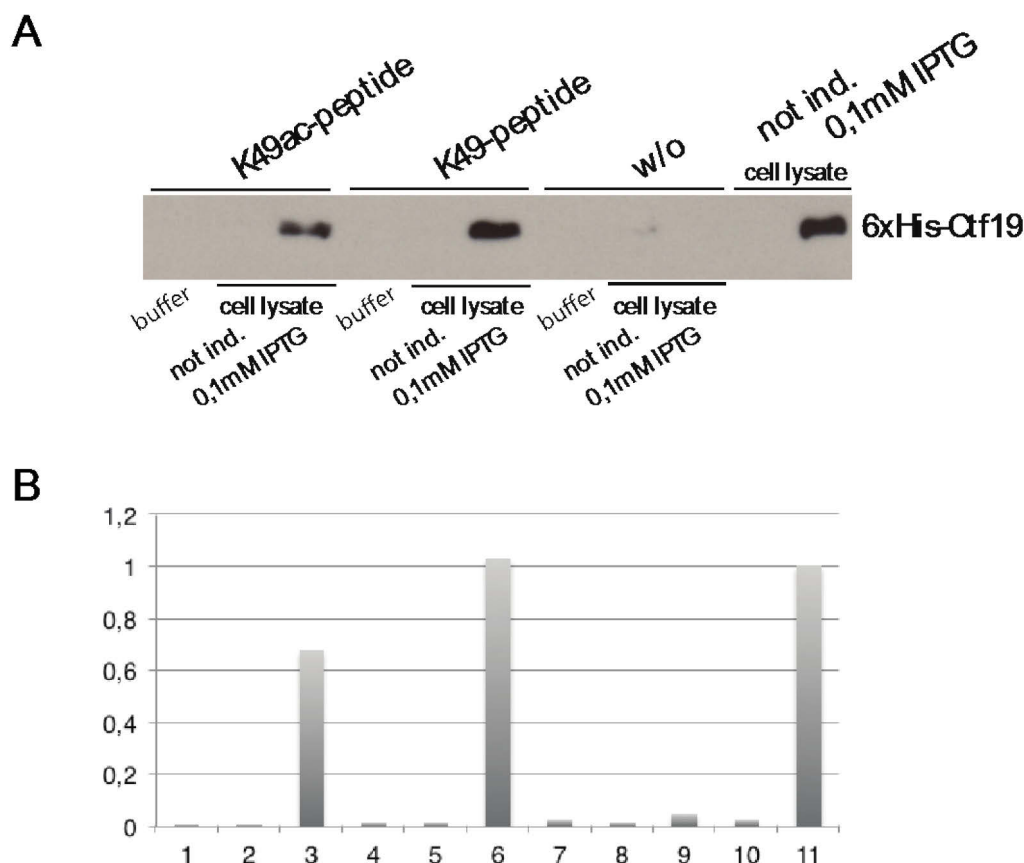 A
K49ac-peptide
K49-peptide
w/o
not ind.
0,1mM IPTG
cell lysate
6xHis-Ctf19
buffer
cell lysate
not ind.
0,1mM IPTG
buffer
cell lysate
not ind.
0,1mM IPTG
buffer
cell lysate
not ind.
0,1mM IPTG
B
1,2
1
0,8
0,6
0,4
0,2
0
1 2 3 4 5 6 7 8 9 10 11